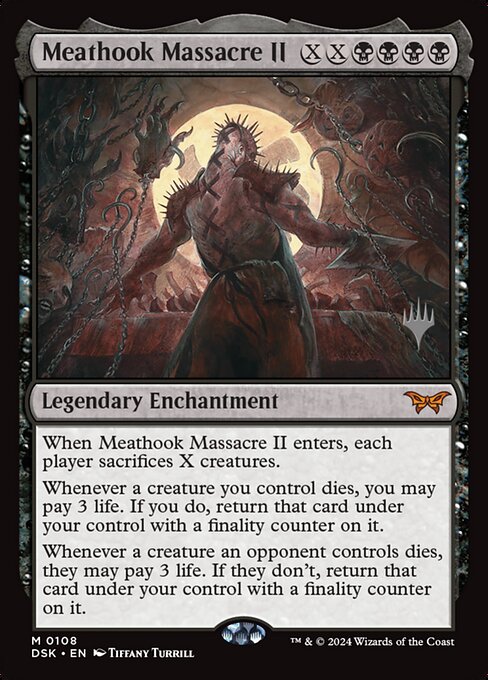 Meathook Massacre II XX
Legendary Enchantment
When Meathook Massacre II enters, each
player sacrifices X creatures.
Whenever a creature you control dies, you may
pay 3 life. If you do, return that card under
your control with a finality counter on it.
Whenever a creature an opponent controls dies,
they may pay 3 life. If they don't, return that
card under your control with a finality counter
on it.
M 0108
DSK • EN TIFFANY TURRILL
™ & © 2024 Wizards of the Coast